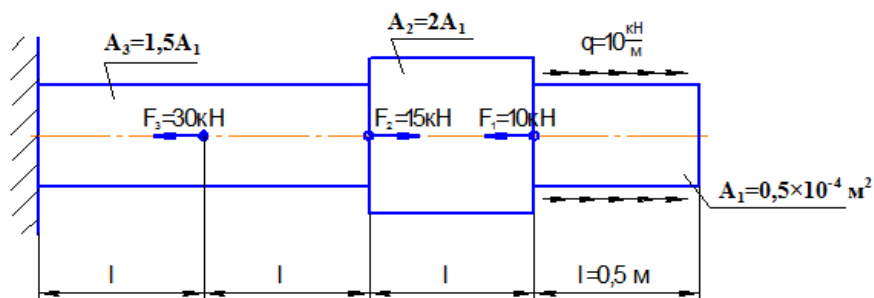 A₃=1,5A₁
A₂=2A₁
q=10 кН/м
F₃=30кН
F₂=15кН
F₁=10кН
A₁=0,5×10⁻⁴ м²
l
l
l
l=0,5 м